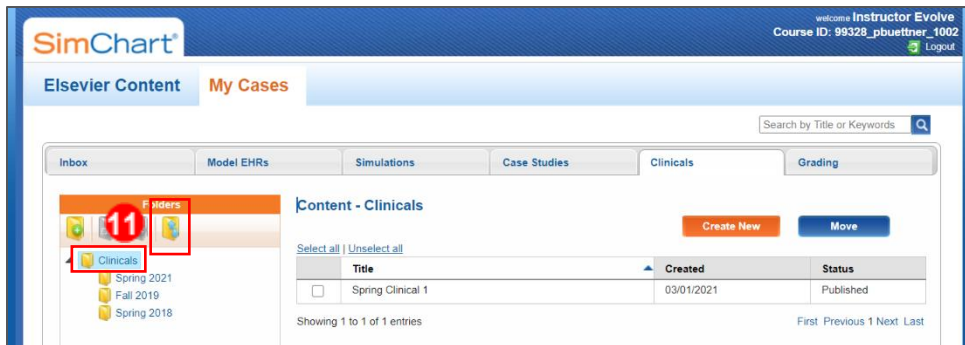 welcome Instructor Evolve
Course ID: 99328_pbuettner_1002
Logout
SimChart®
Elsevier Content
My Cases
Search by Title or Keywords
Inbox
Model EHRs
Simulations
Case Studies
Clinicals
Grading
Folders
11
Clinicals
Spring 2021
Fall 2019
Spring 2018
Content - Clinicals
Create New
Move
Select all | Unselect all
Title
Created
Status
Spring Clinical 1
03/01/2021
Published
Showing 1 to 1 of 1 entries
First Previous 1 Next Last